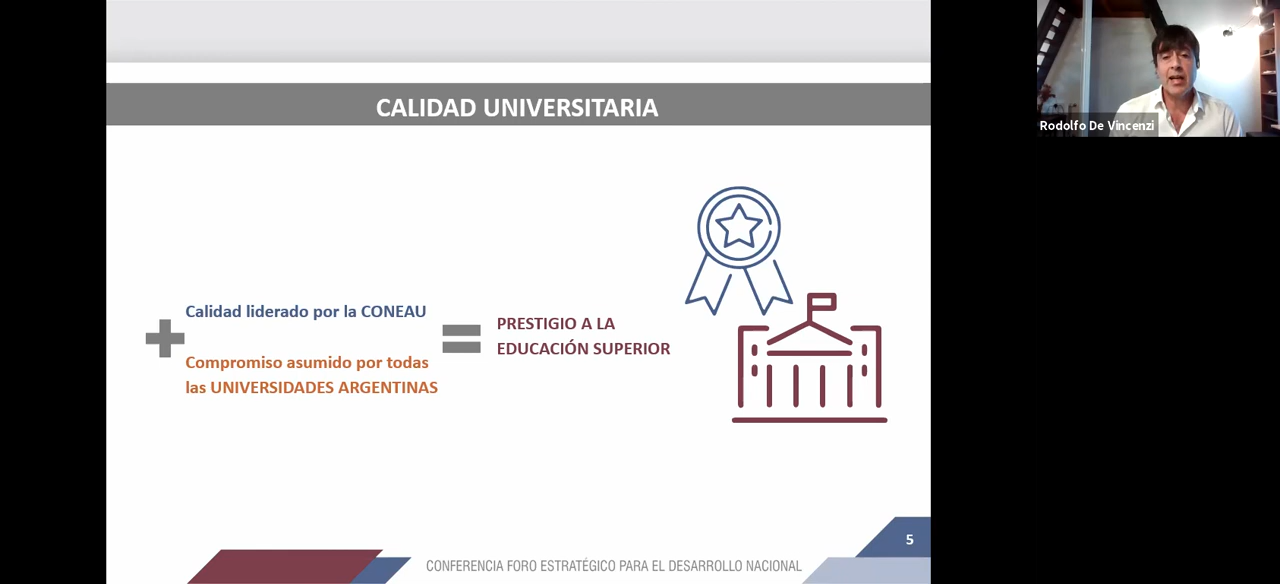 CALIDAD UNIVERSITARIA
Rodolfo De Vincenzi
Calidad liderado por la CONEAU
Compromiso asumido por todas
las UNIVERSIDADES ARGENTINAS
PRESTIGIO A LA
EDUCACIÓN SUPERIOR
5
CONFERENCIA FORO ESTRATÉGICO PARA EL DESARROLLO NACIONAL